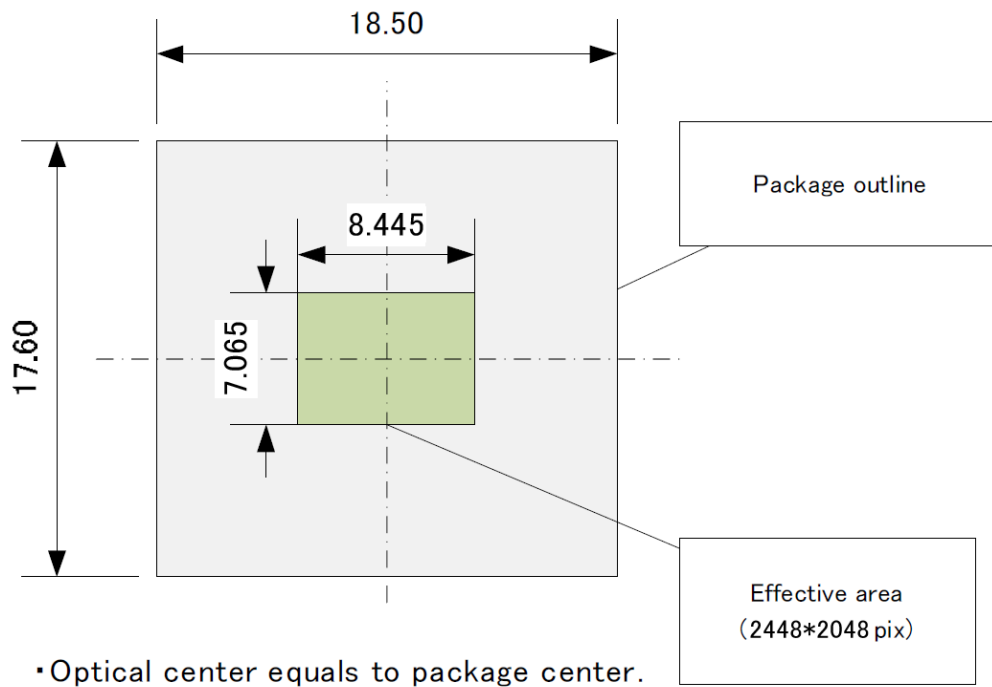 18.50
Package outline
8.445
7.065
17.60
Effective area
（2448*2048 pix）
・Optical center equals to package center.